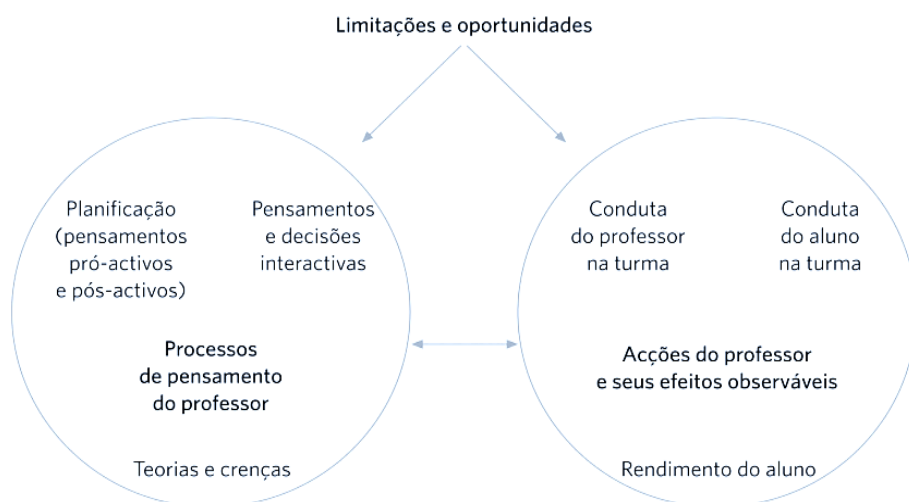 Limitações e oportunidades
Planificação
(pensamentos
pró-activos
e pós-activos)
Pensamentos
e decisões
interactivas
Processos
de pensamento
do professor
Teorias e crenças
Conduta
do professor
na turma
Conduta
do aluno
na turma
Acções do professor
e seus efeitos observáveis
Rendimento do aluno